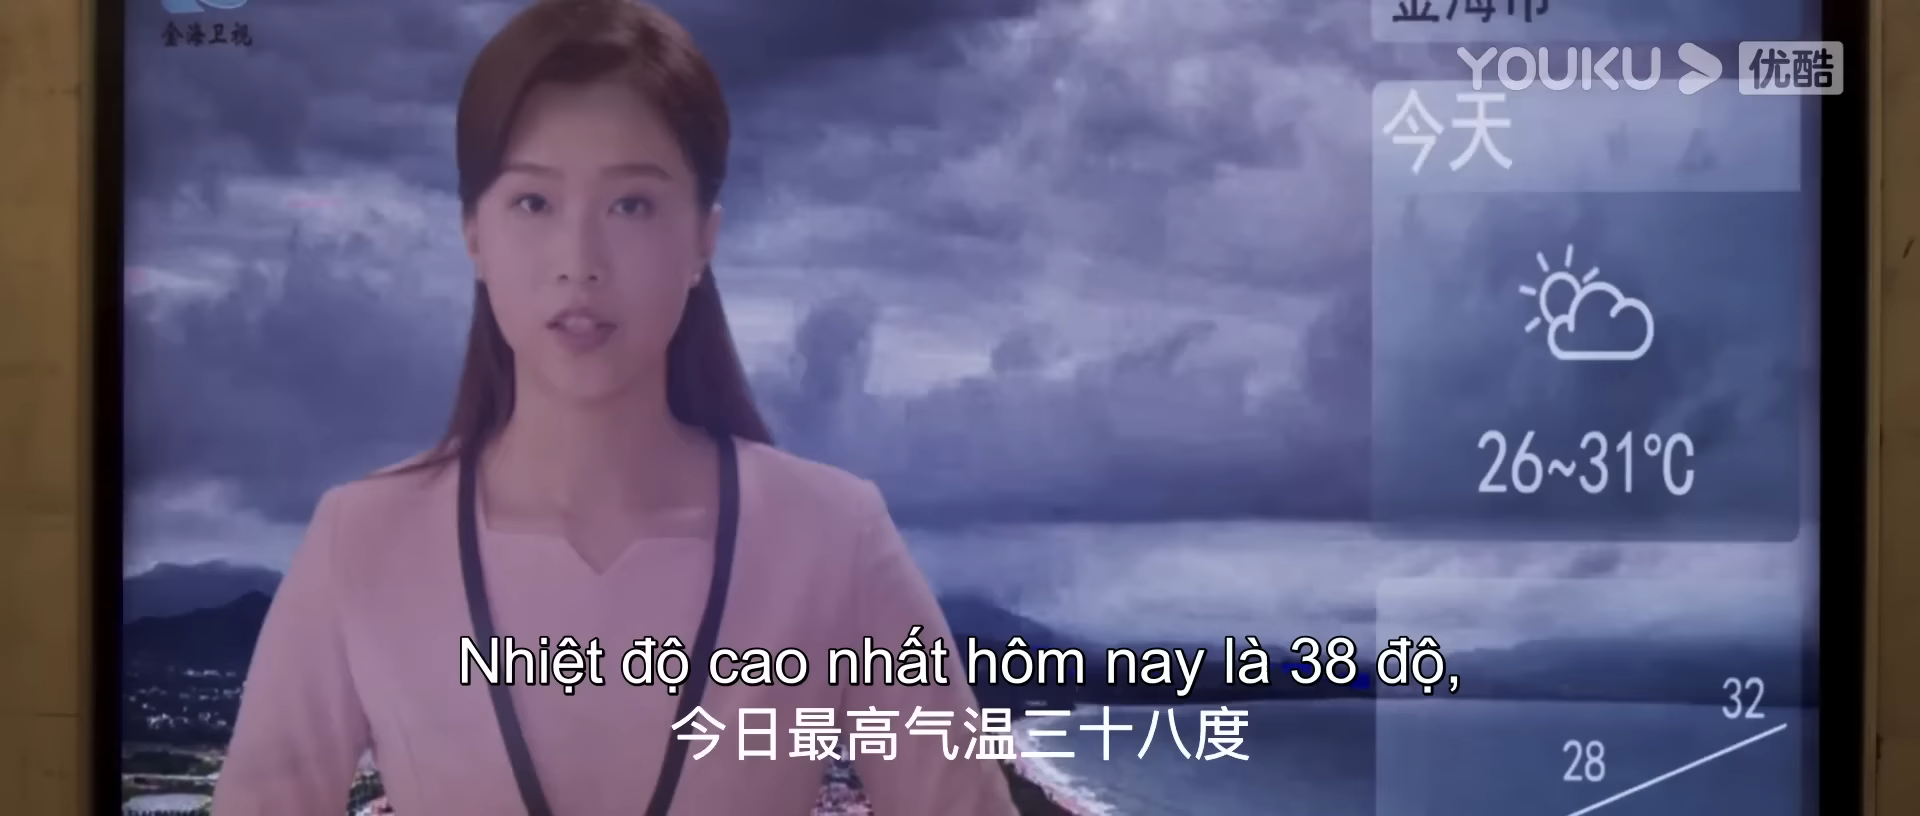 金海卫视
金海市
YOUKU 优酷
今天
26~31℃
Nhiệt độ cao nhất hôm nay là 38 độ,
今日最高气温三十八度
32
28